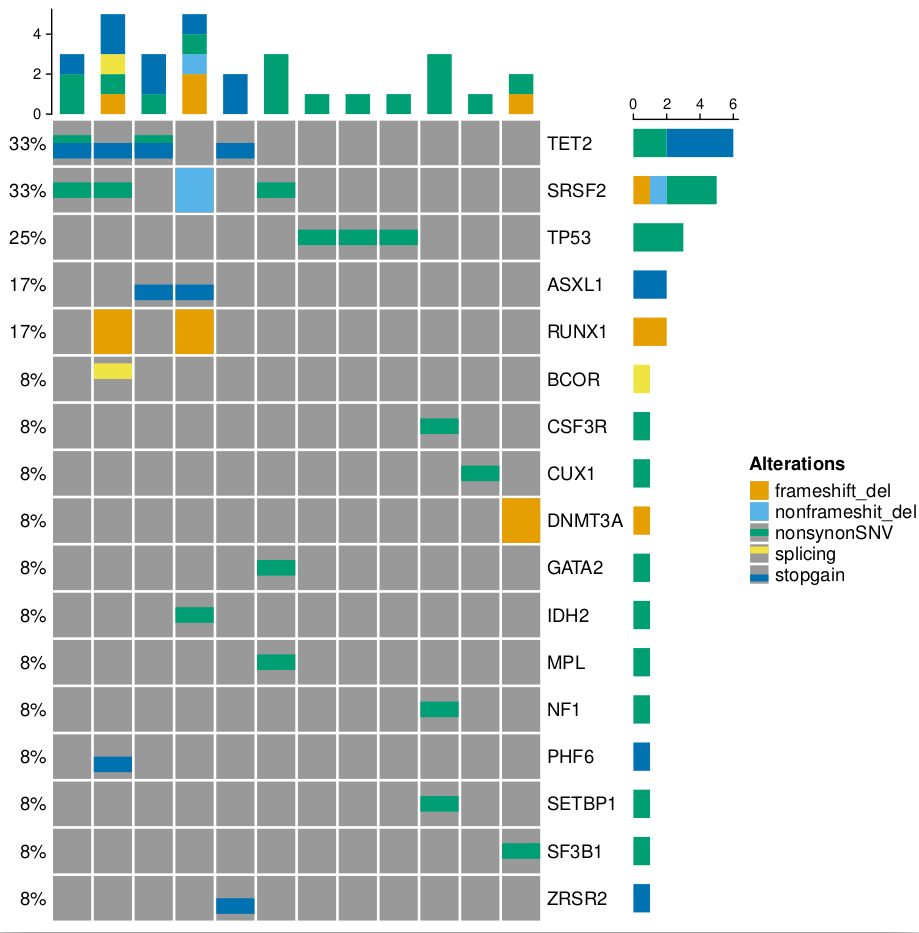 4
2
0
0 2 4 6
33% TET2
33% SRSF2
25% TP53
17% ASXL1
17% RUNX1
8% BCOR
8% CSF3R
8% CUX1
8% DNMT3A
8% GATA2
8% IDH2
8% MPL
8% NF1
8% PHF6
8% SETBP1
8% SF3B1
8% ZRSR2
Alterations
frameshift_del
nonframeshit_del
nonsynonSNV
splicing
stopgain